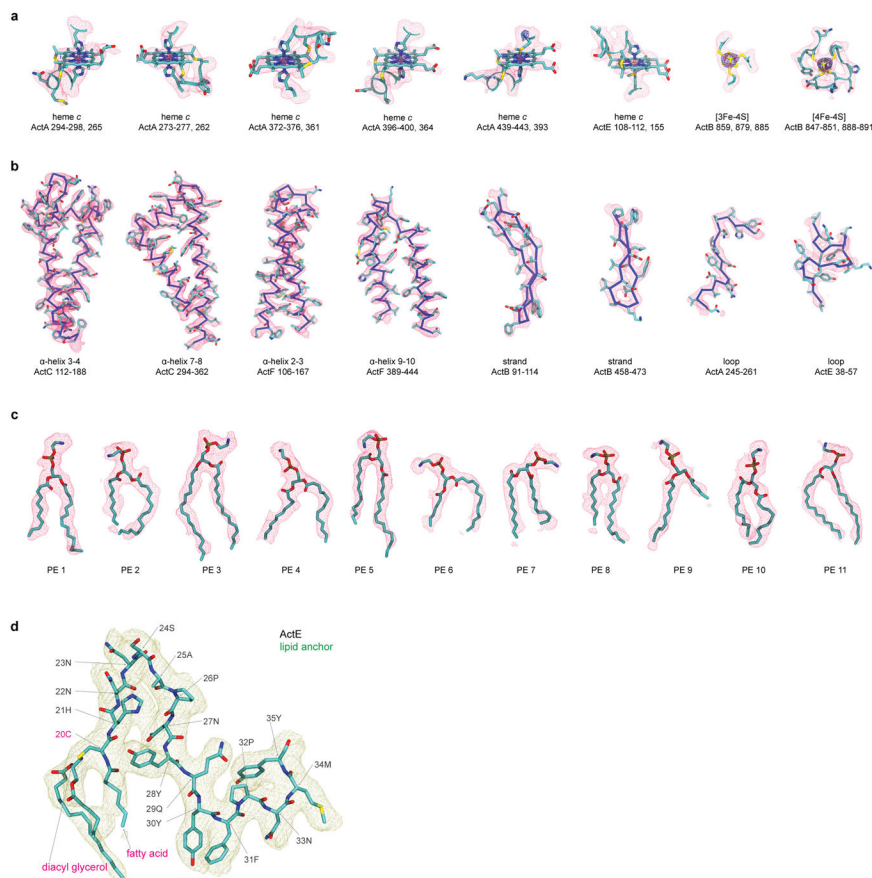 a
heme c
ActA 294-298, 265
heme c
ActA 273-277, 262
heme c
ActA 372-376, 361
heme c
ActA 396-400, 364
heme c
ActA 439-443, 393
heme c
ActE 108-112, 155
[3Fe-4S]
ActB 859, 879, 885
[4Fe-4S]
ActB 847-851, 888-891
b
α-helix 3-4
ActC 112-188
α-helix 7-8
ActC 294-362
α-helix 2-3
ActF 106-167
α-helix 9-10
ActF 389-444
strand
ActB 91-114
strand
ActB 458-473
loop
ActA 245-261
loop
ActE 38-57
c
PE 1
PE 2
PE 3
PE 4
PE 5
PE 6
PE 7
PE 8
PE 9
PE 10
PE 11
d
ActE
lipid anchor
24S
23N
25A
22N
26P
21H
27N
35Y
20C
32P
34M
28Y
29Q
30Y
33N
31F
fatty acid
diacyl glycerol